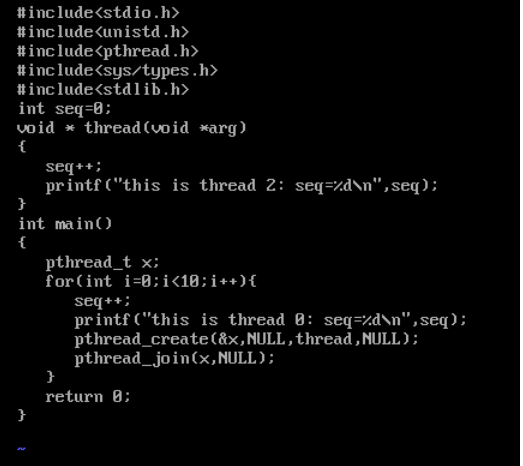 #include<stdio.h>
#include<unistd.h>
#include<pthread.h>
#include<sys/types.h>
#include<stdlib.h>
int seq=0;
void * thread(void *arg)
{
   seq++;
   printf("this is thread 2: seq=%d\n",seq);
}
int main()
{
   pthread_t x;
   for(int i=0;i<10;i++){
      seq++;
      printf("this is thread 0: seq=%d\n",seq);
      pthread_create(&x,NULL,thread,NULL);
      pthread_join(x,NULL);
   }
   return 0;
}
~